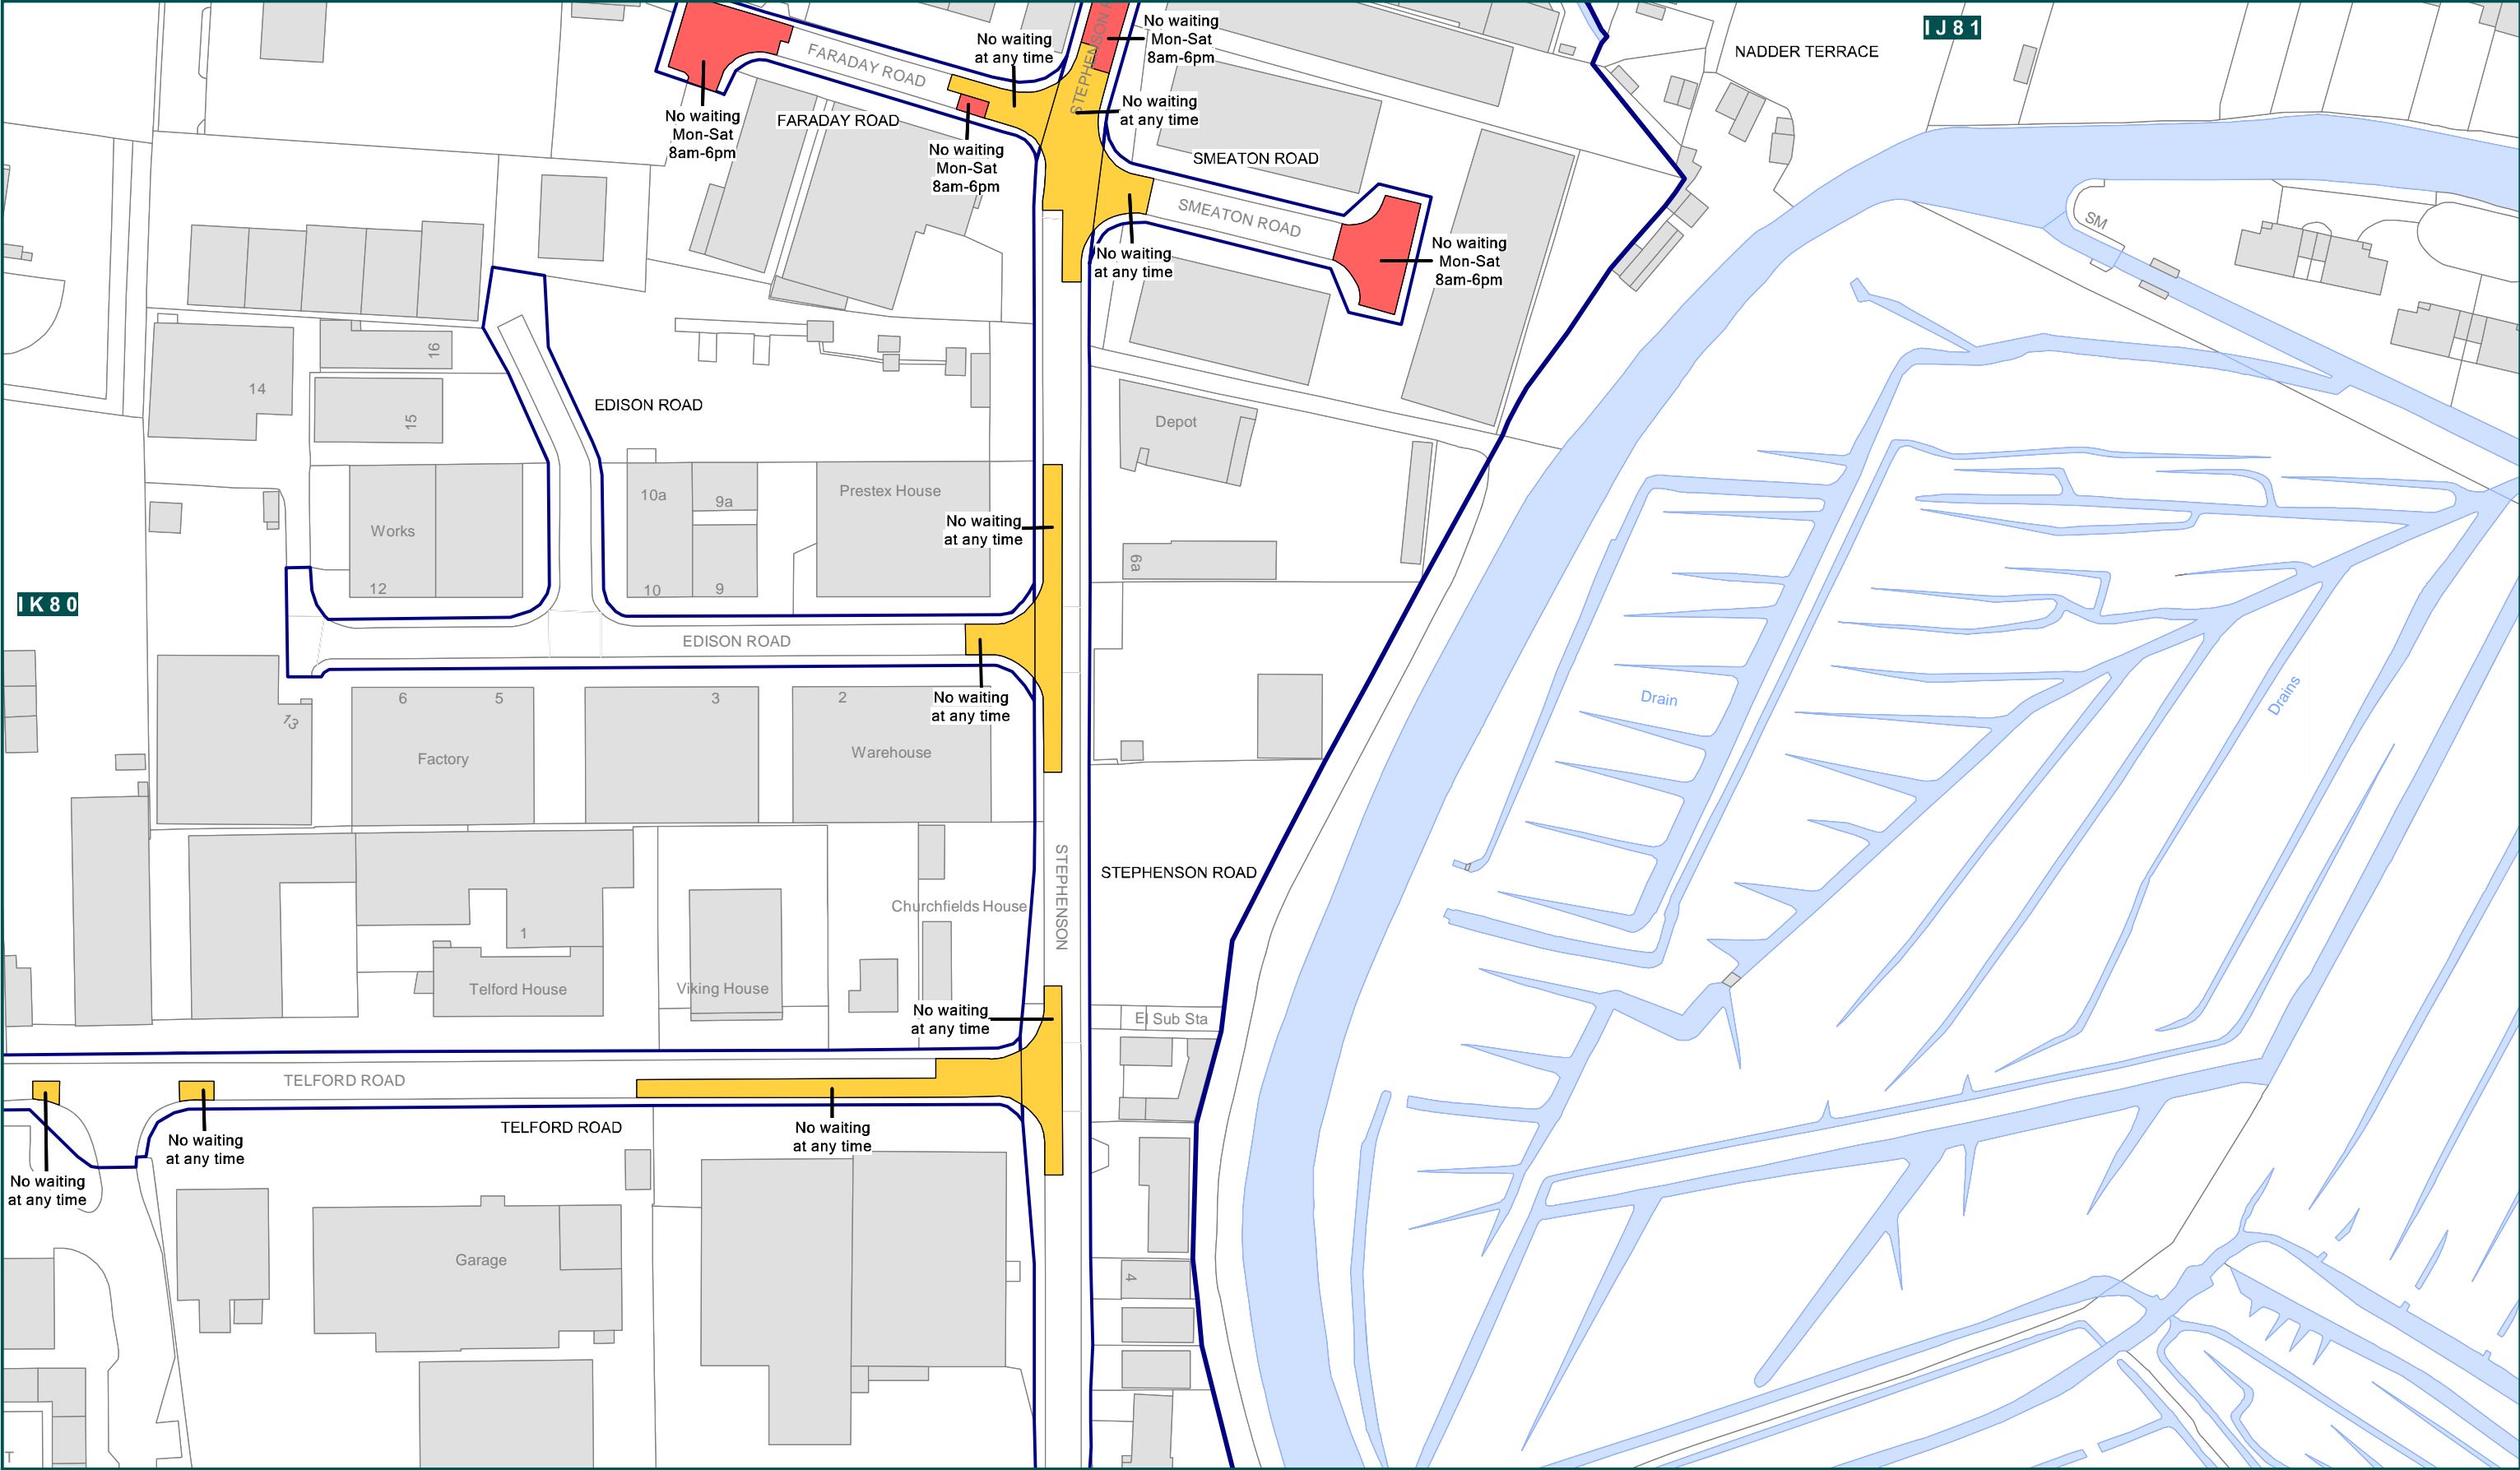 IJ81
NADDER TERRACE
STEPHENSON R
No waiting
Mon-Sat
8am-6pm
No waiting
at any time
FARADAY ROAD
No waiting
at any time
No waiting
Mon-Sat
8am-6pm
FARADAY ROAD
No waiting
Mon-Sat
8am-6pm
SMEATON ROAD
SMEATON ROAD
SM
No waiting
at any time
No waiting
Mon-Sat
8am-6pm
16
14
15
EDISON ROAD
Depot
10a
9a
Prestex House
Works
No waiting
at any time
6a
12
10
9
IK80
EDISON ROAD
6
5
3
2
13
No waiting
at any time
Drain
Drains
Factory
Warehouse
STEPHENSON
STEPHENSON ROAD
Churchfields House
1
Telford House
Viking House
No waiting
at any time
El Sub Sta
TELFORD ROAD
TELFORD ROAD
No waiting
at any time
No waiting
at any time
No waiting
at any time
Garage
4
T